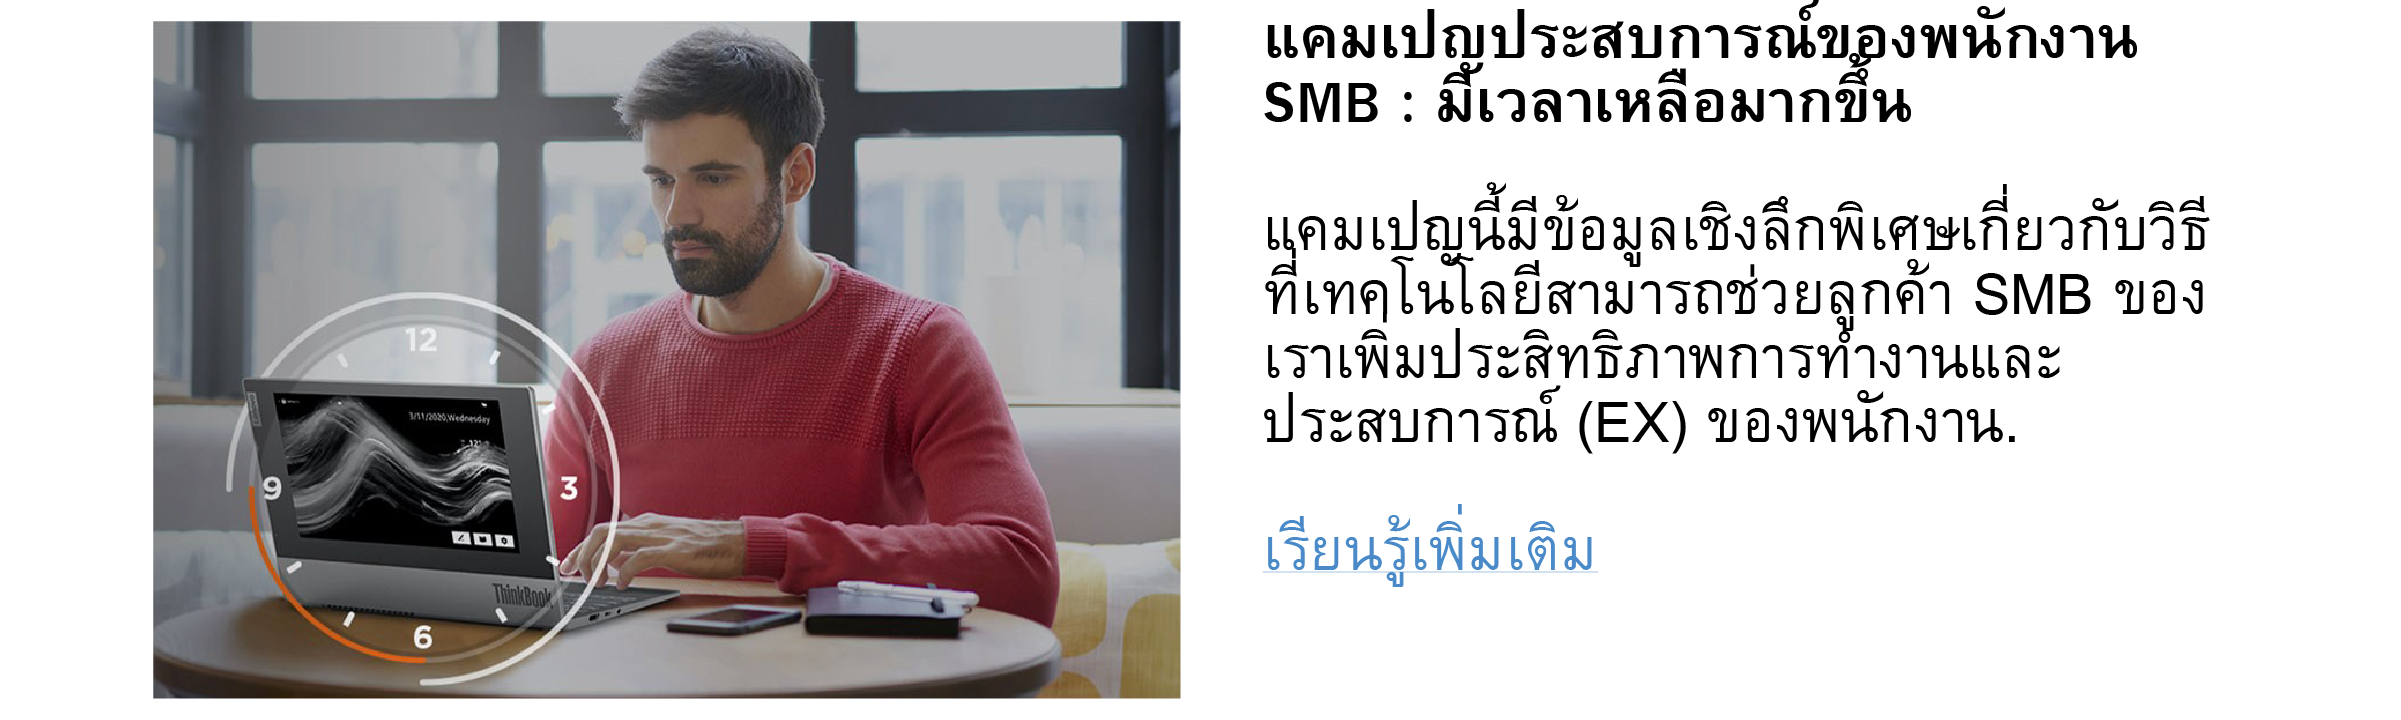 แคมเปญประสบการณ์ของพนักงาน
SMB : มีเวลาเหลือมากขึ้น
แคมเปญนี้มีข้อมูลเชิงลึกพิเศษเกี่ยวกับวิธี
ที่เทคโนโลยีสามารถช่วยลูกค้า SMB ของ
เราเพิ่มประสิทธิภาพการทำงานและ
ประสบการณ์ (EX) ของพนักงาน.
เรียนรู้เพิ่มเติม
12
3/11/2020,Wednesday
9
3
ThinkBook
6